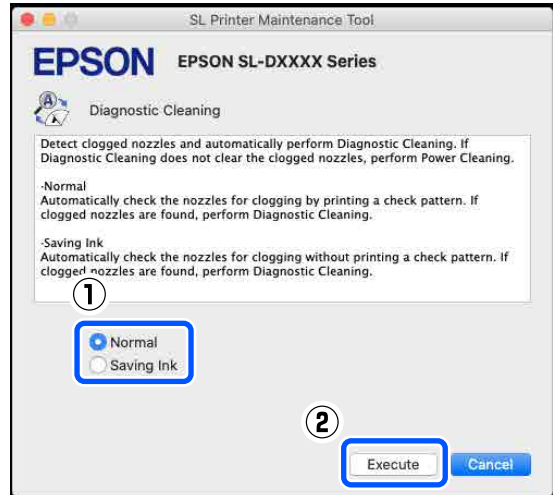 SL Printer Maintenance Tool
EPSON EPSON SL-DXXXX Series
Diagnostic Cleaning
Detect clogged nozzles and automatically perform Diagnostic Cleaning. If
Diagnostic Cleaning does not clear the clogged nozzles, perform Power Cleaning.
-Normal
Automatically check the nozzles for clogging by printing a check pattern. If
clogged nozzles are found, perform Diagnostic Cleaning.
-Saving Ink
Automatically check the nozzles for clogging without printing a check pattern. If
clogged nozzles are found, perform Diagnostic Cleaning.
①
Normal
Saving Ink
②
Execute Cancel